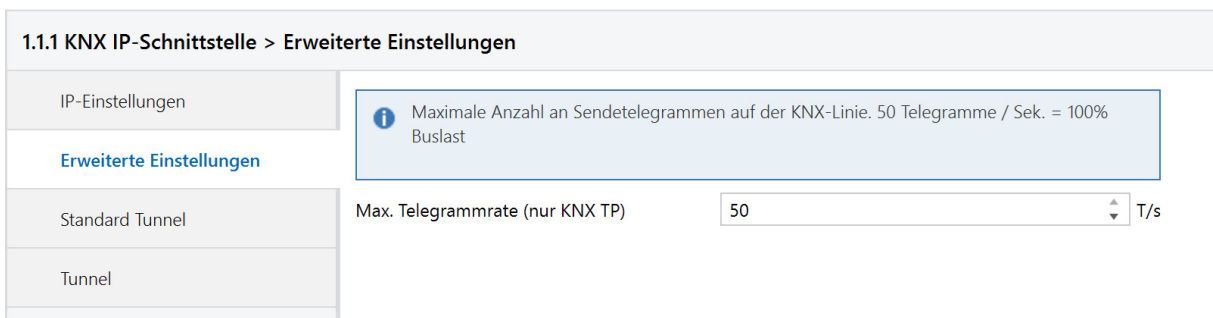 1.1.1 KNX IP-Schnittstelle > Erweiterte Einstellungen
IP-Einstellungen
Erweiterte Einstellungen
Standard Tunnel
Tunnel
Maximale Anzahl an Sendetelegrammen auf der KNX-Linie. 50 Telegramme / Sek. = 100%
Buslast
Max. Telegrammrate (nur KNX TP) 50 T/s